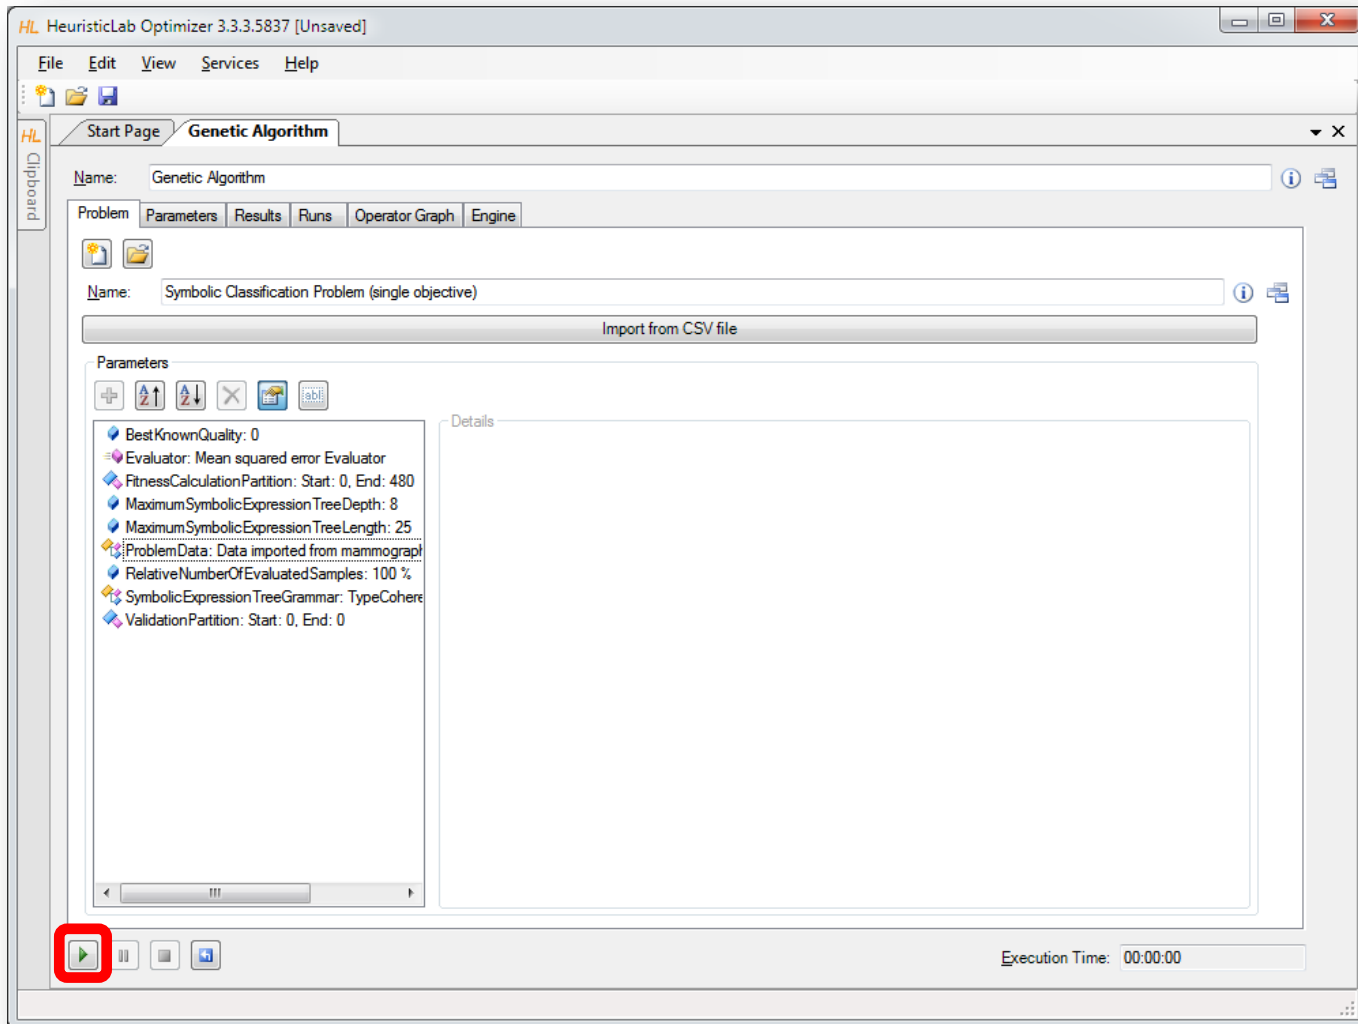 HL HeuristicLab Optimizer 3.3.3.5837 [Unsaved]
File Edit View Services Help
HL Clipboard
Start Page Genetic Algorithm
Name: Genetic Algorithm
Problem Parameters Results Runs Operator Graph Engine
Name: Symbolic Classification Problem (single objective)
Import from CSV file
Parameters
Details
BestKnownQuality: 0
Evaluator: Mean squared error Evaluator
FitnessCalculationPartition: Start: 0, End: 480
MaximumSymbolicExpressionTreeDepth: 8
MaximumSymbolicExpressionTreeLength: 25
ProblemData: Data imported from mammograph
RelativeNumberOfEvaluatedSamples: 100 %
SymbolicExpressionTreeGrammar: TypeCohere
ValidationPartition: Start: 0, End: 0
Execution Time: 00:00:00